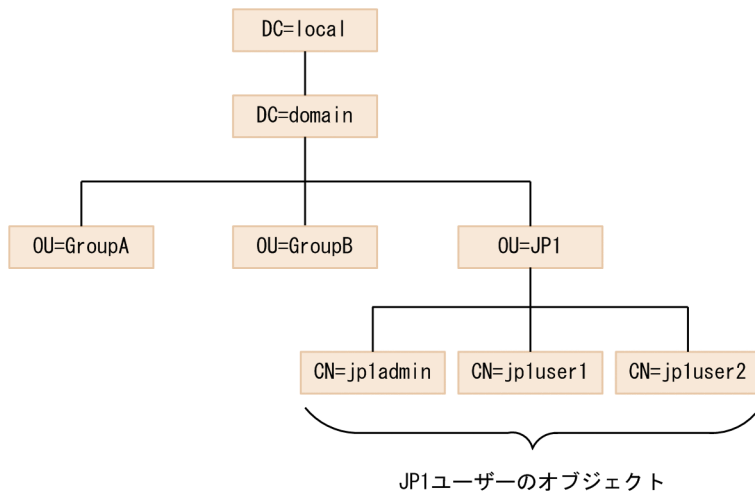 DC=local
DC=domain
OU=GroupA OU=GroupB OU=JP1
CN=jp1admin CN=jp1user1 CN=jp1user2
JP1ユーザーのオブジェクト